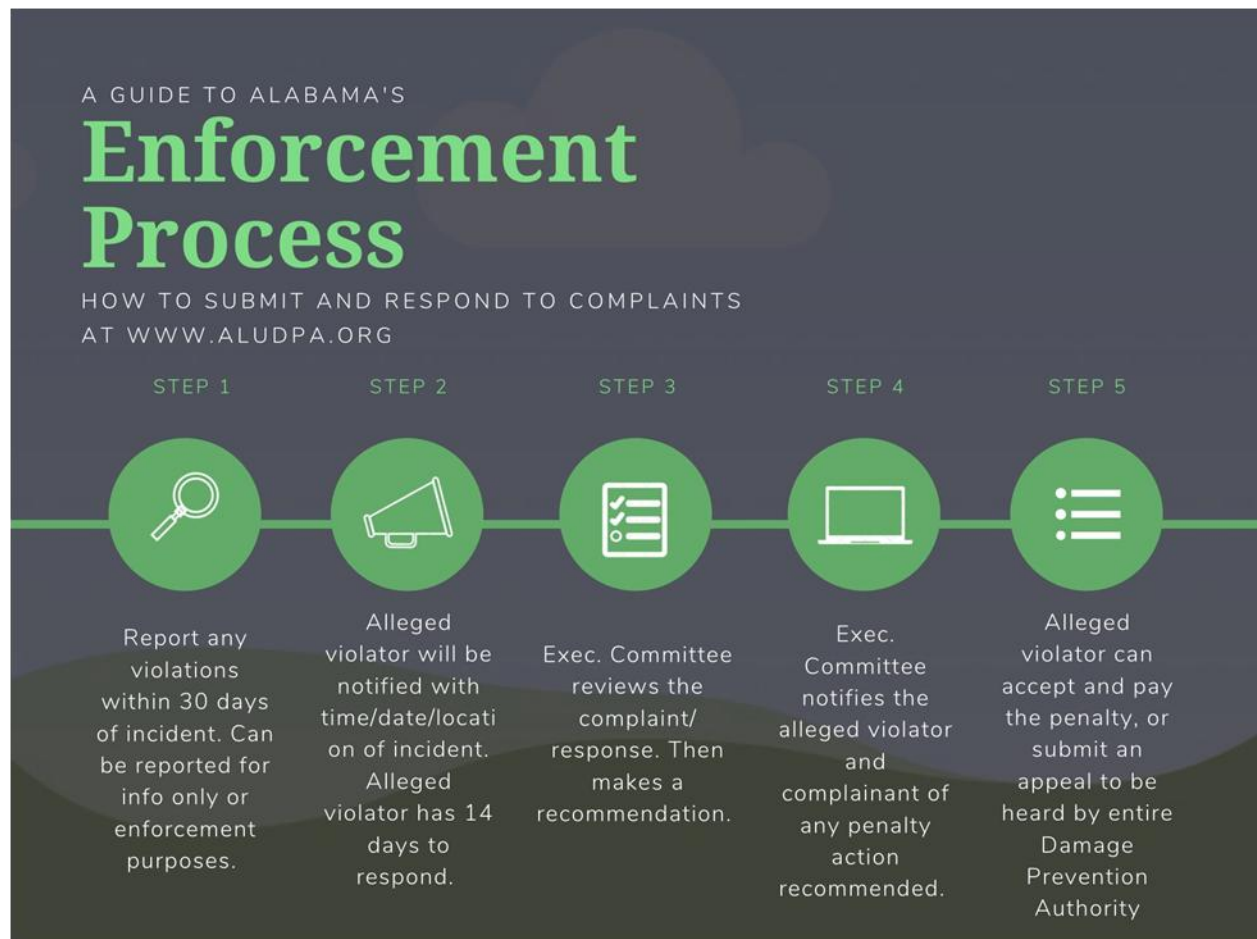 A GUIDE TO ALABAMA'S
Enforcement
Process
HOW TO SUBMIT AND RESPOND TO COMPLAINTS
AT WWW.ALUDPA.ORG
STEP 1
Report any
violations
within 30 days
of incident. Can
be reported for
info only or
enforcement
purposes.
STEP 2
Alleged
violator will be
notified with
time/date/locati
on of incident.
Alleged
violator has 14
days to
respond.
STEP 3
Exec. Committee
reviews the
complaint/
response. Then
makes a
recommendation.
STEP 4
Exec.
Committee
notifies the
alleged violator
and
complainant of
any penalty
action
recommended.
STEP 5
Alleged
violator can
accept and pay
the penalty, or
submit an
appeal to be
heard by entire
Damage
Prevention
Authority